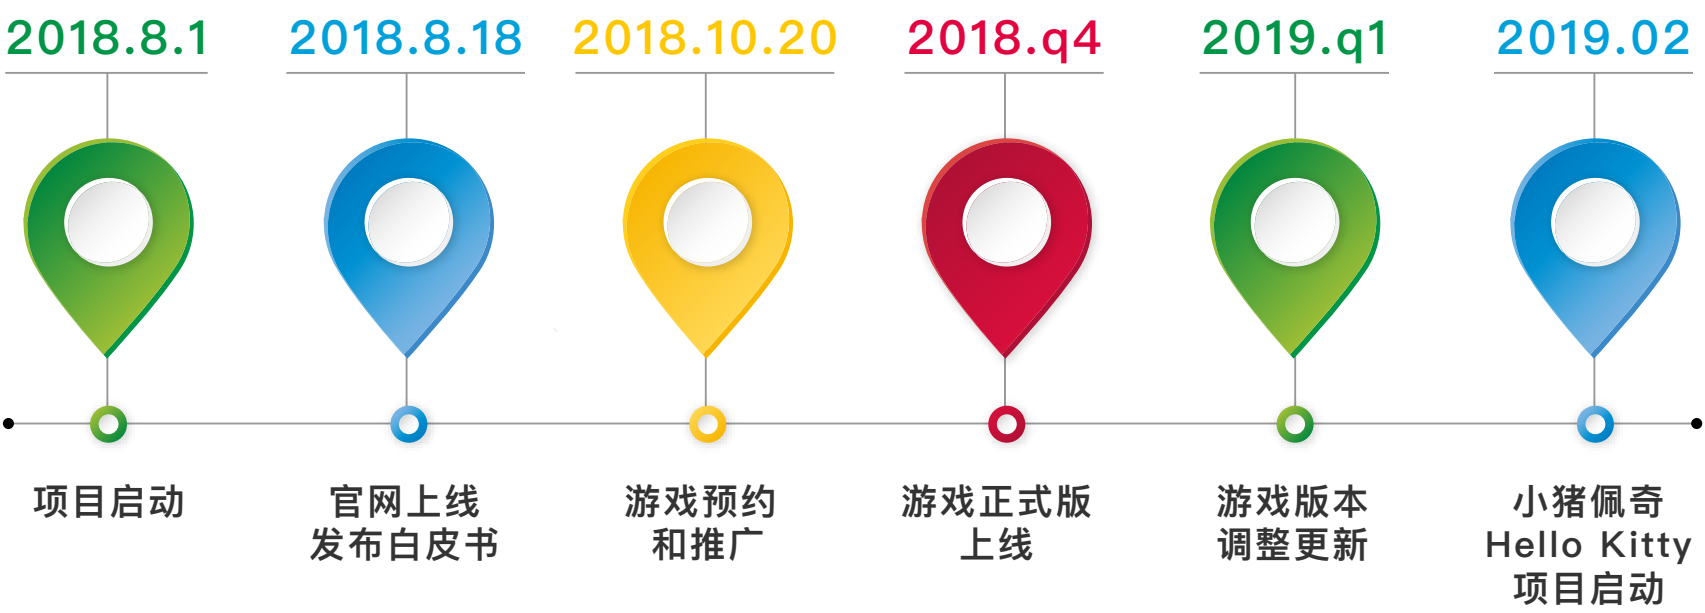 2018.8.1
2018.8.18
2018.10.20
2018.q4
2019.q1
2019.02
项目启动
官网上线
发布白皮书
游戏预约
和推广
游戏正式版
上线
游戏版本
调整更新
小猪佩奇
Hello Kitty
项目启动